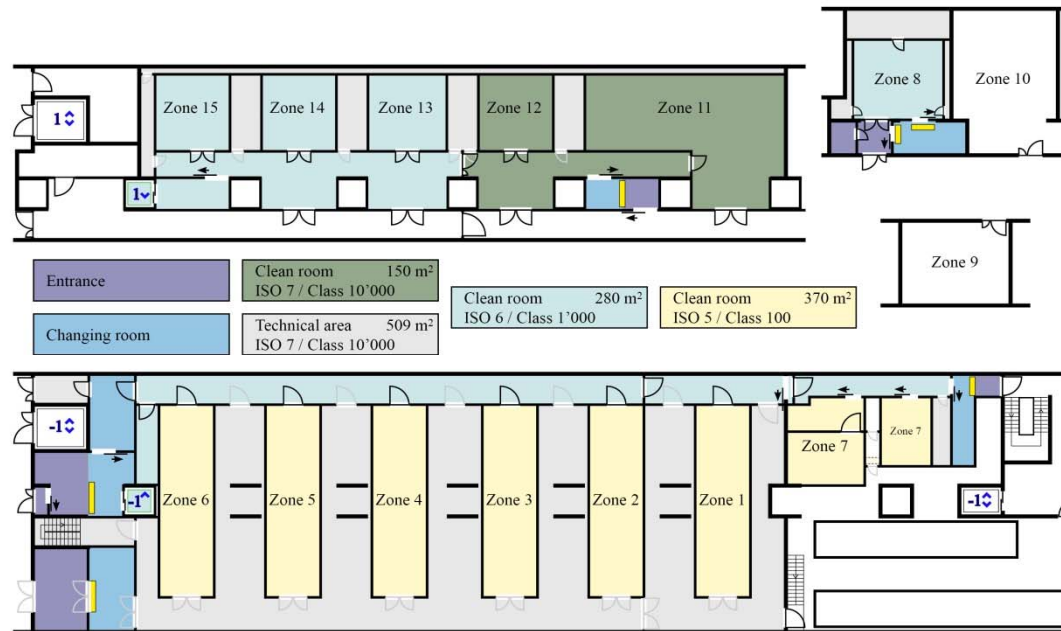 Zone 8
Zone 10
Zone 15
Zone 14
Zone 13
Zone 12
Zone 11
1
1
Zone 9
Entrance
Clean room 150 m²
ISO 7 / Class 10'000
Clean room 280 m²
ISO 6 / Class 1'000
Clean room 370 m²
ISO 5 / Class 100
Changing room
Technical area 509 m²
ISO 7 / Class 10'000
-1
Zone 7
Zone 7
-1
Zone 6
Zone 5
Zone 4
Zone 3
Zone 2
Zone 1
-1